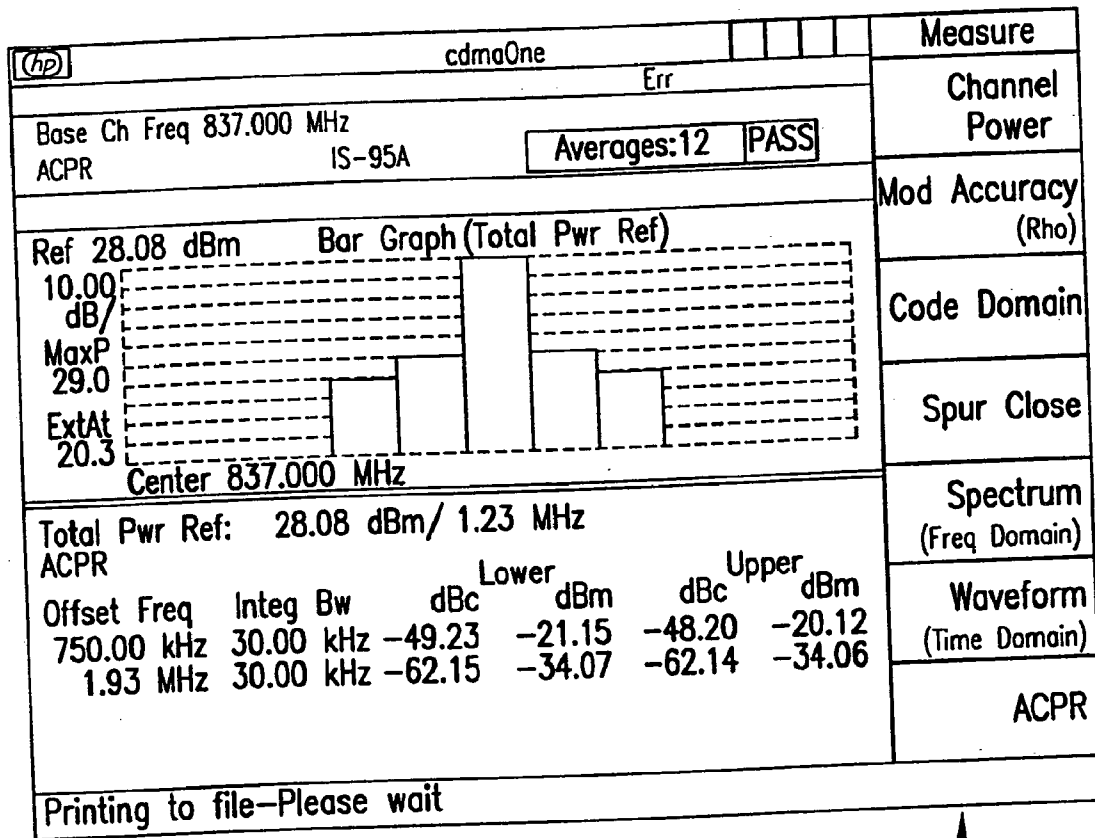 hp
cdmaOne
Err
Base Ch Freq 837.000 MHz
ACPR IS-95A Averages:12 PASS
Ref 28.08 dBm Bar Graph (Total Pwr Ref)
10.00
dB/
MaxP
29.0
ExtAt
20.3
Center 837.000 MHz
Total Pwr Ref: 28.08 dBm/ 1.23 MHz
ACPR
Lower Upper
Offset Freq Integ Bw dBc dBm dBc dBm
750.00 kHz 30.00 kHz -49.23 -21.15 -48.20 -20.12
1.93 MHz 30.00 kHz -62.15 -34.07 -62.14 -34.06
Printing to file-Please wait
Measure
Channel
Power
Mod Accuracy
(Rho)
Code Domain
Spur Close
Spectrum
(Freq Domain)
Waveform
(Time Domain)
ACPR